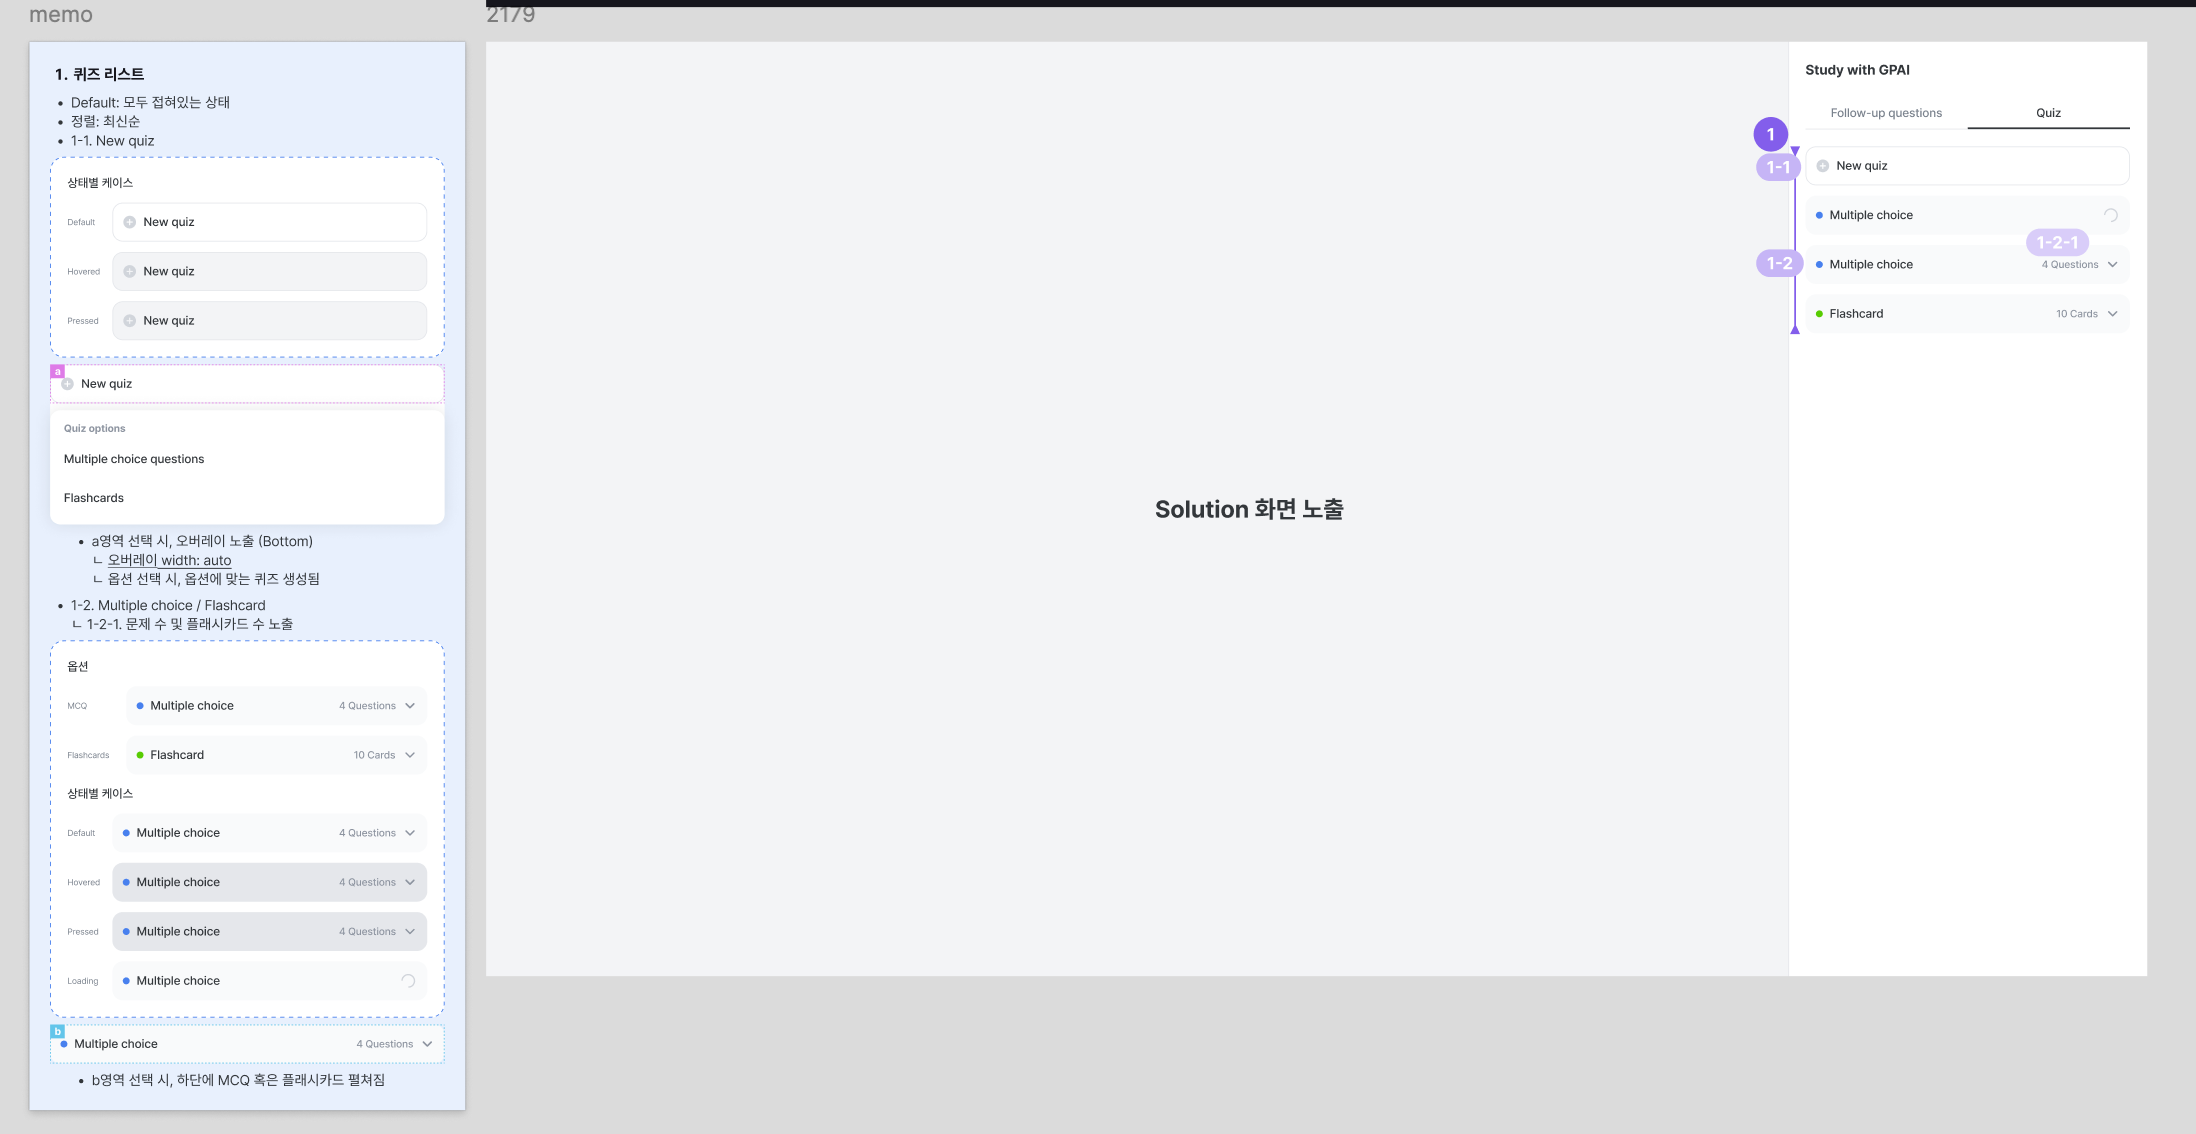 memo
1. 퀴즈 리스트
• Default: 모두 접혀있는 상태
• 정렬: 최신순
• 1-1. New quiz
상태별 케이스
Default
New quiz
Hovered
New quiz
Pressed
New quiz
a
New quiz
Quiz options
Multiple choice questions
Flashcards
• a영역 선택 시, 오버레이 노출 (Bottom)
ㄴ 오버레이 width: auto
ㄴ 옵션 선택 시, 옵션에 맞는 퀴즈 생성됨
• 1-2. Multiple choice / Flashcard
ㄴ 1-2-1. 문제 수 및 플래시카드 수 노출
옵션
MCQ
Multiple choice 4 Questions
Flashcards
Flashcard 10 Cards
상태별 케이스
Default
Multiple choice 4 Questions
Hovered
Multiple choice 4 Questions
Pressed
Multiple choice 4 Questions
Loading
Multiple choice
b
Multiple choice 4 Questions
• b영역 선택 시, 하단에 MCQ 혹은 플래시카드 펼쳐짐
2179
Solution 화면 노출
Study with GPAI
Follow-up questions Quiz
1
1-1
New quiz
Multiple choice
1-2-1
1-2
Multiple choice 4 Questions
Flashcard 10 Cards